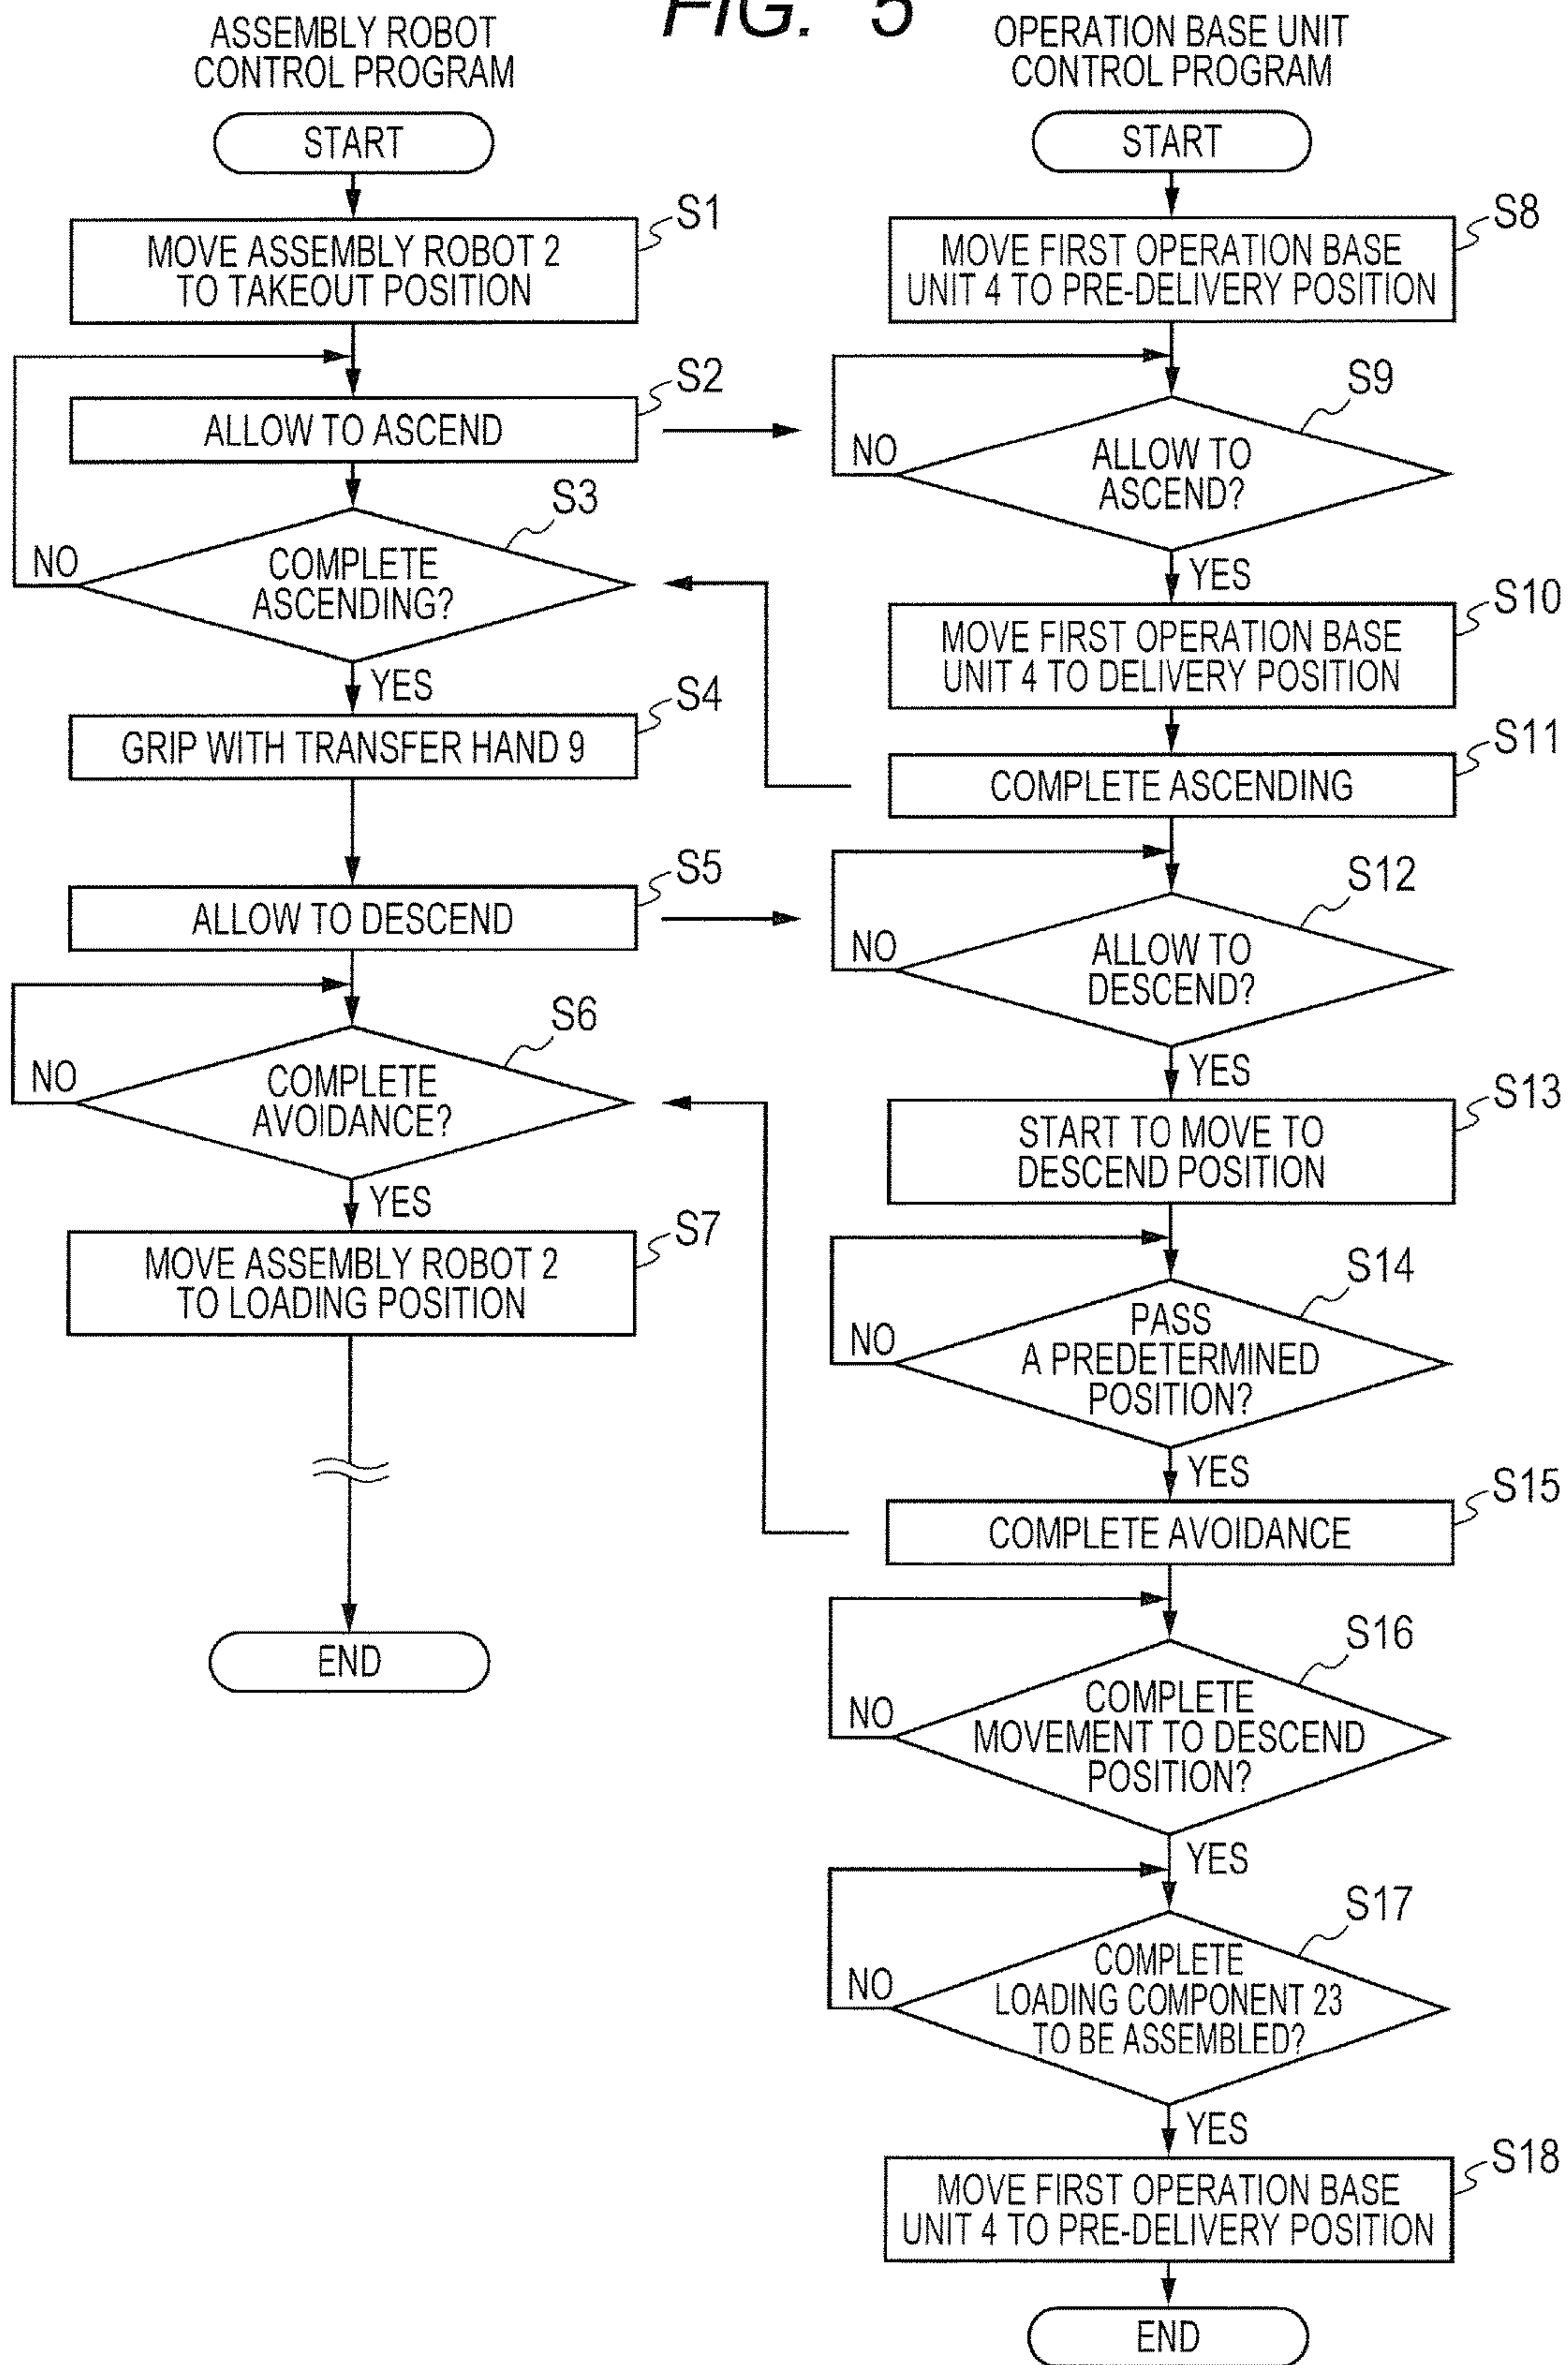 FIG. 5
ASSEMBLY ROBOT
CONTROL PROGRAM
START
S1
MOVE ASSEMBLY ROBOT 2
TO TAKEOUT POSITION
S2
ALLOW TO ASCEND
S3
COMPLETE
ASCENDING?
NO
YES
S4
GRIP WITH TRANSFER HAND 9
S5
ALLOW TO DESCEND
S6
COMPLETE
AVOIDANCE?
NO
YES
S7
MOVE ASSEMBLY ROBOT 2
TO LOADING POSITION
END
OPERATION BASE UNIT
CONTROL PROGRAM
START
S8
MOVE FIRST OPERATION BASE
UNIT 4 TO PRE-DELIVERY POSITION
S9
ALLOW TO
ASCEND?
NO
YES
S10
MOVE FIRST OPERATION BASE
UNIT 4 TO DELIVERY POSITION
S11
COMPLETE ASCENDING
S12
ALLOW TO
DESCEND?
NO
YES
S13
START TO MOVE TO
DESCEND POSITION
S14
PASS
A PREDETERMINED
POSITION?
NO
YES
S15
COMPLETE AVOIDANCE
S16
COMPLETE
MOVEMENT TO DESCEND
POSITION?
NO
YES
S17
COMPLETE
LOADING COMPONENT 23
TO BE ASSEMBLED?
NO
YES
S18
MOVE FIRST OPERATION BASE
UNIT 4 TO PRE-DELIVERY POSITION
END